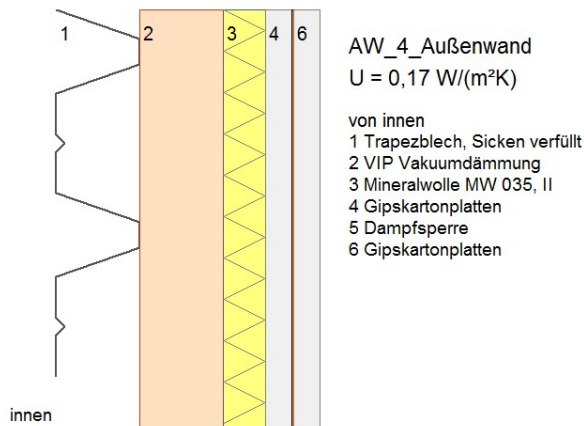 1 2 3 4 6
AW_4_Außenwand
U = 0,17 W/(m²K)
von innen
1 Trapezblech, Sicken verfüllt
2 VIP Vakuumdämmung
3 Mineralwolle MW 035, II
4 Gipskartonplatten
5 Dampfsperre
6 Gipskartonplatten
innen